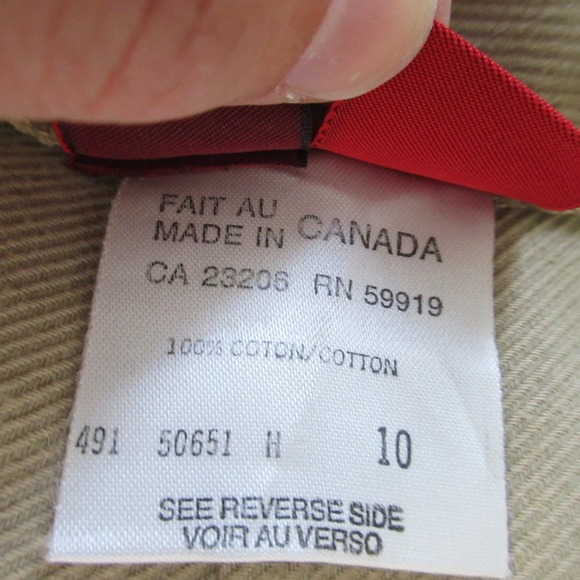 FAIT AU
MADE IN CANADA
CA 23206 RN 59919
100% COTON/COTTON
491 50651 H 10
SEE REVERSE SIDE
VOIR AU VERSO